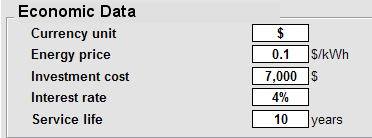 Economic Data
Currency unit $
Energy price 0.1 $/kWh
Investment cost 7,000 $
Interest rate 4%
Service life 10 years